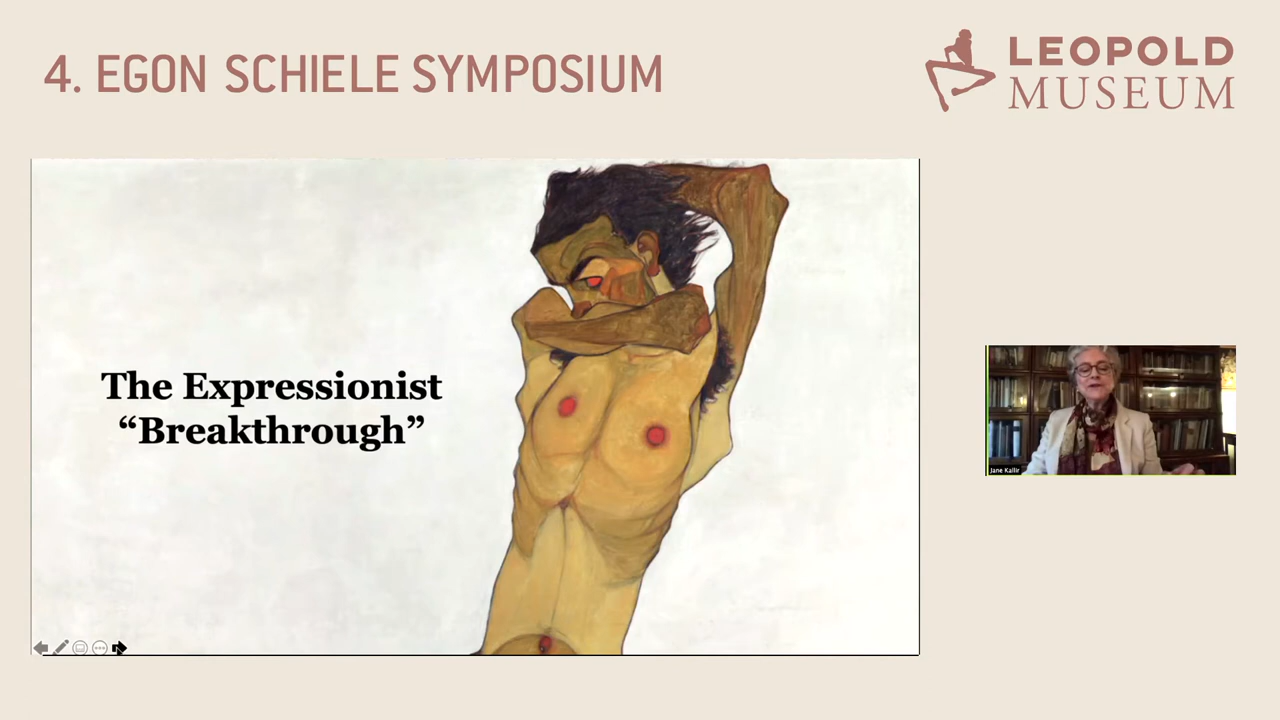 4. EGON SCHIELE SYMPOSIUM
LEOPOLD
MUSEUM
The Expressionist
“Breakthrough”
Jane Kallir